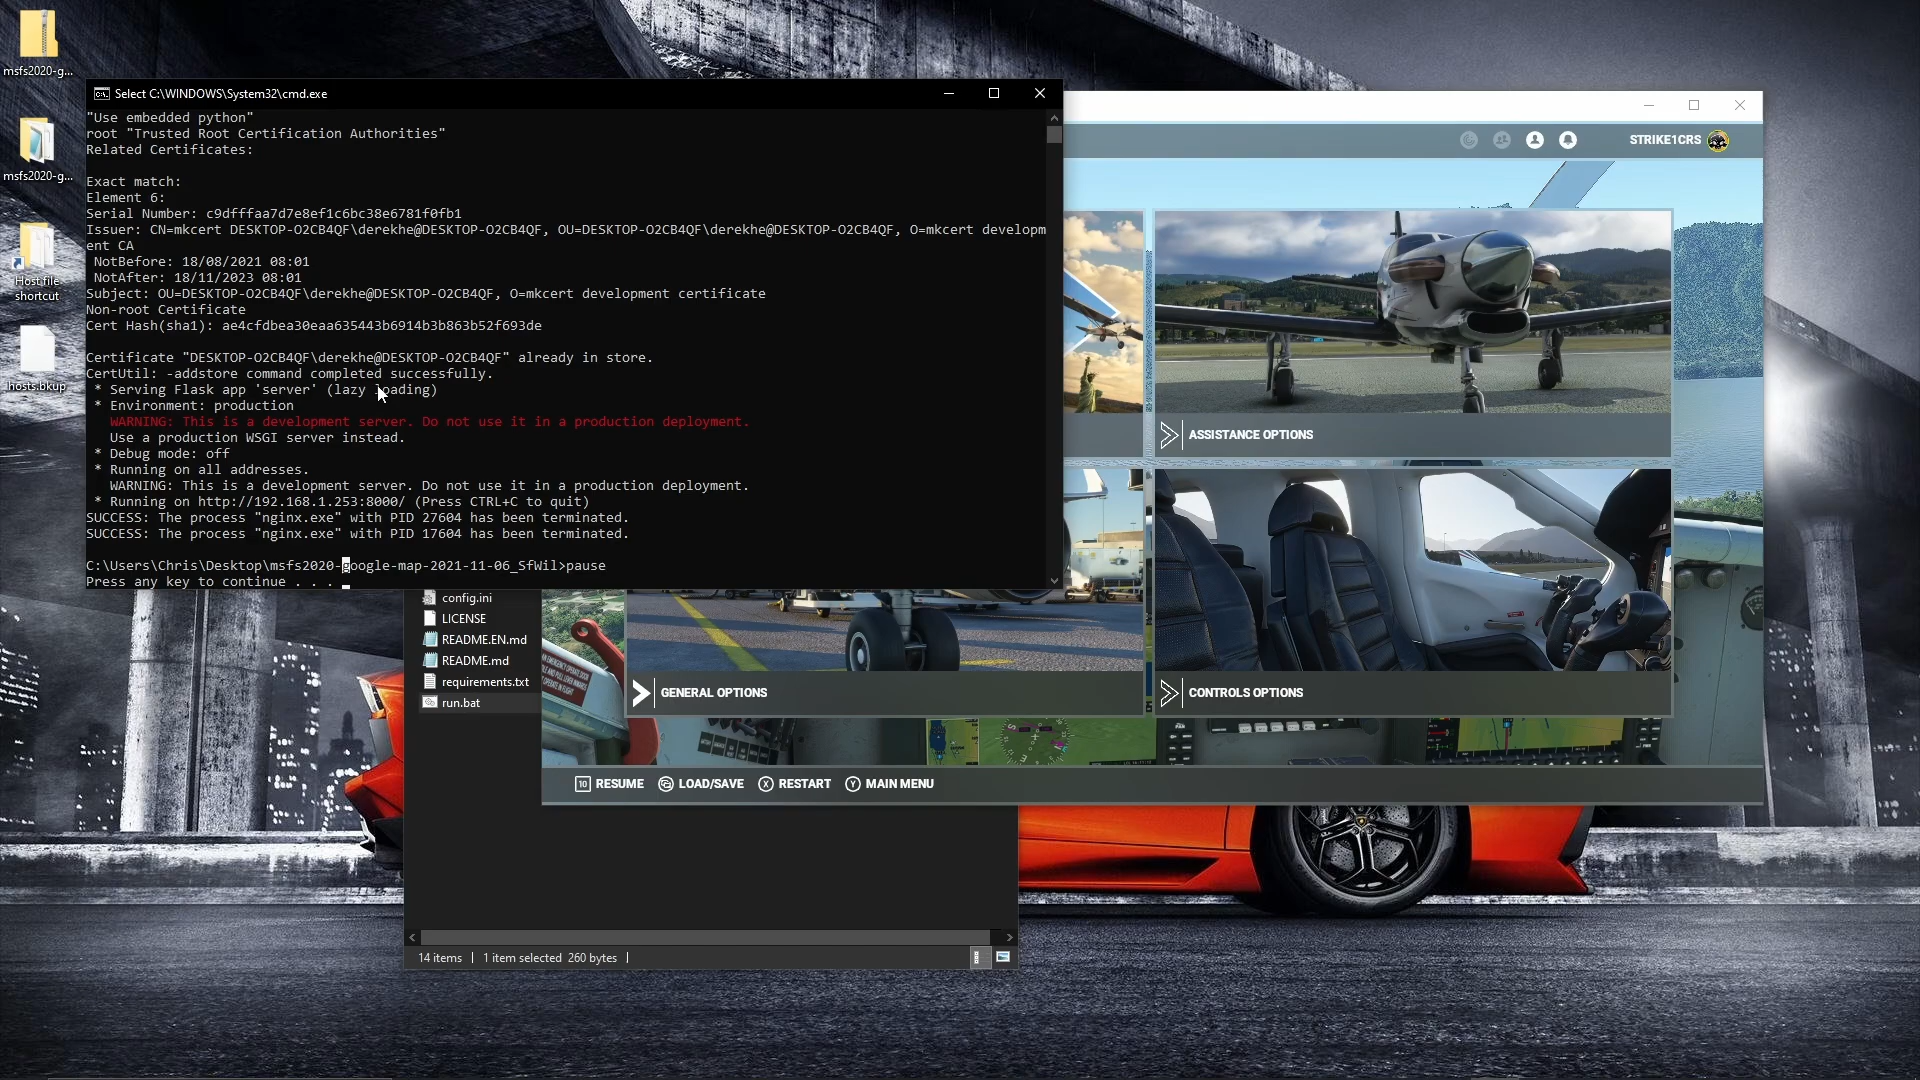 msfs2020-g...
msfs2020-g...
Host file
shortcut
hosts.bkup
Select C:\WINDOWS\System32\cmd.exe
"Use embedded python"
root "Trusted Root Certification Authorities"
Related Certificates:
Exact match:
Element 6:
Serial Number: c9dfffaa7d7e8ef1c6bc38e6781f0fb1
Issuer: CN=mkcert DESKTOP-O2CB4QF\derekhe@DESKTOP-O2CB4QF, OU=DESKTOP-O2CB4QF\derekhe@DESKTOP-O2CB4QF, O=mkcert developm
ent CA
NotBefore: 18/08/2021 08:01
NotAfter: 18/11/2023 08:01
Subject: OU=DESKTOP-O2CB4QF\derekhe@DESKTOP-O2CB4QF, O=mkcert development certificate
Non-root Certificate
Cert Hash(sha1): ae4cfdbea30eaa635443b6914b3b863b52f693de
Certificate "DESKTOP-O2CB4QF\derekhe@DESKTOP-O2CB4QF" already in store.
CertUtil: -addstore command completed successfully.
* Serving Flask app 'server' (lazy loading)
* Environment: production
WARNING: This is a development server. Do not use it in a production deployment.
Use a production WSGI server instead.
* Debug mode: off
* Running on all addresses.
WARNING: This is a development server. Do not use it in a production deployment.
* Running on http://192.168.1.253:8000/ (Press CTRL+C to quit)
SUCCESS: The process "nginx.exe" with PID 27604 has been terminated.
SUCCESS: The process "nginx.exe" with PID 17604 has been terminated.
C:\Users\Chris\Desktop\msfs2020-google-map-2021-11-06_SfWil>pause
Press any key to continue . . .
STRIKE1CRS
ASSISTANCE OPTIONS
GENERAL OPTIONS
CONTROLS OPTIONS
10 RESUME
LOAD/SAVE
X RESTART
Y MAIN MENU
config.ini
LICENSE
README.EN.md
README.md
requirements.txt
run.bat
14 items
1 item selected 260 bytes